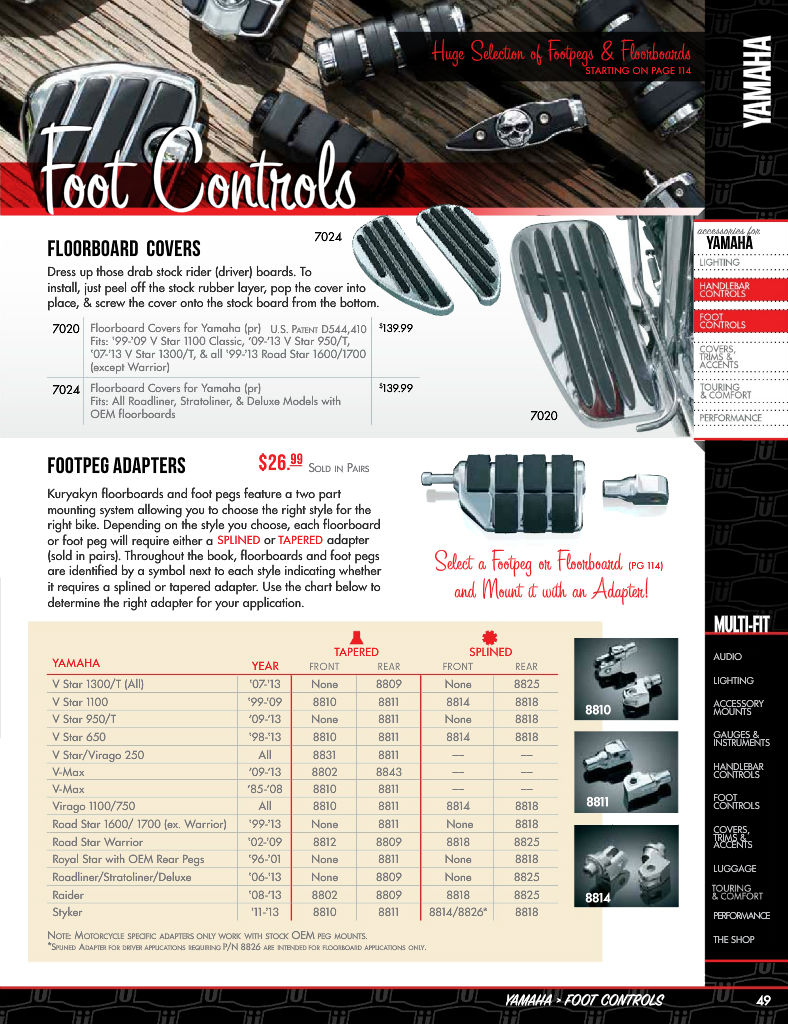 Huge Selection of Footpegs & Floorboards
STARTING ON PAGE 114
YAMAHA
Foot Controls
FLOORBOARD COVERS
Dress up those drab stock rider (driver) boards. To
install, just peel off the stock rubber layer, pop the cover into
place, & screw the cover onto the stock board from the bottom.
7024
7020 Floorboard Covers for Yamaha (pr) U.S. PATENT D544,410 $139.99
Fits: '99-'09 V Star 1100 Classic, '09-'13 V Star 950/T,
'07-'13 V Star 1300/T, & all '99-'13 Road Star 1600/1700
(except Warrior)
7024 Floorboard Covers for Yamaha (pr) $139.99
Fits: All Roadliner, Stratoliner, & Deluxe Models with
OEM floorboards
7020
accessories for
YAMAHA
LIGHTING
HANDLEBAR
CONTROLS
FOOT
CONTROLS
COVERS,
TRIMS &
ACCENTS
TOURING
& COMFORT
PERFORMANCE
FOOTPEG ADAPTERS $26.99 SOLD IN PAIRS
Kuryakyn floorboards and foot pegs feature a two part
mounting system allowing you to choose the right style for the
right bike. Depending on the style you choose, each floorboard
or foot peg will require either a SPLINED or TAPERED adapter
(sold in pairs). Throughout the book, floorboards and foot pegs
are identified by a symbol next to each style indicating whether
it requires a splined or tapered adapter. Use the chart below to
determine the right adapter for your application.
Select a Footpeg or Floorboard (PG 114)
and Mount it with an Adapter!
TAPERED SPLINED
YAMAHA YEAR FRONT REAR FRONT REAR
V Star 1300/T (All) '07-'13 None 8809 None 8825
V Star 1100 '99-'09 8810 8811 8814 8818
V Star 950/T '09-'13 None 8811 None 8818
V Star 650 '98-'13 8810 8811 8814 8818
V Star/Virago 250 All 8831 8811 — —
V-Max '09-'13 8802 8843 — —
V-Max '85-'08 8810 8811 — —
Virago 1100/750 All 8810 8811 8814 8818
Road Star 1600/ 1700 (ex. Warrior) '99-'13 None 8811 None 8818
Road Star Warrior '02-'09 8812 8809 8818 8825
Royal Star with OEM Rear Pegs '96-'01 None 8811 None 8818
Roadliner/Stratoliner/Deluxe '06-'13 None 8809 None 8825
Raider '08-'13 8802 8809 8818 8825
Styker '11-'13 8810 8811 8814/8826* 8818
NOTE: MOTORCYCLE SPECIFIC ADAPTERS ONLY WORK WITH STOCK OEM PEG MOUNTS.
*SPLINED ADAPTER FOR DRIVER APPLICATIONS REQUIRING P/N 8826 ARE INTENDED FOR FLOORBOARD APPLICATIONS ONLY.
8810
8811
8814
MULTI-FIT
AUDIO
LIGHTING
ACCESSORY
MOUNTS
GAUGES &
INSTRUMENTS
HANDLEBAR
CONTROLS
FOOT
CONTROLS
COVERS,
TRIMS &
ACCENTS
LUGGAGE
TOURING
& COMFORT
PERFORMANCE
THE SHOP
YAMAHA > FOOT CONTROLS 49